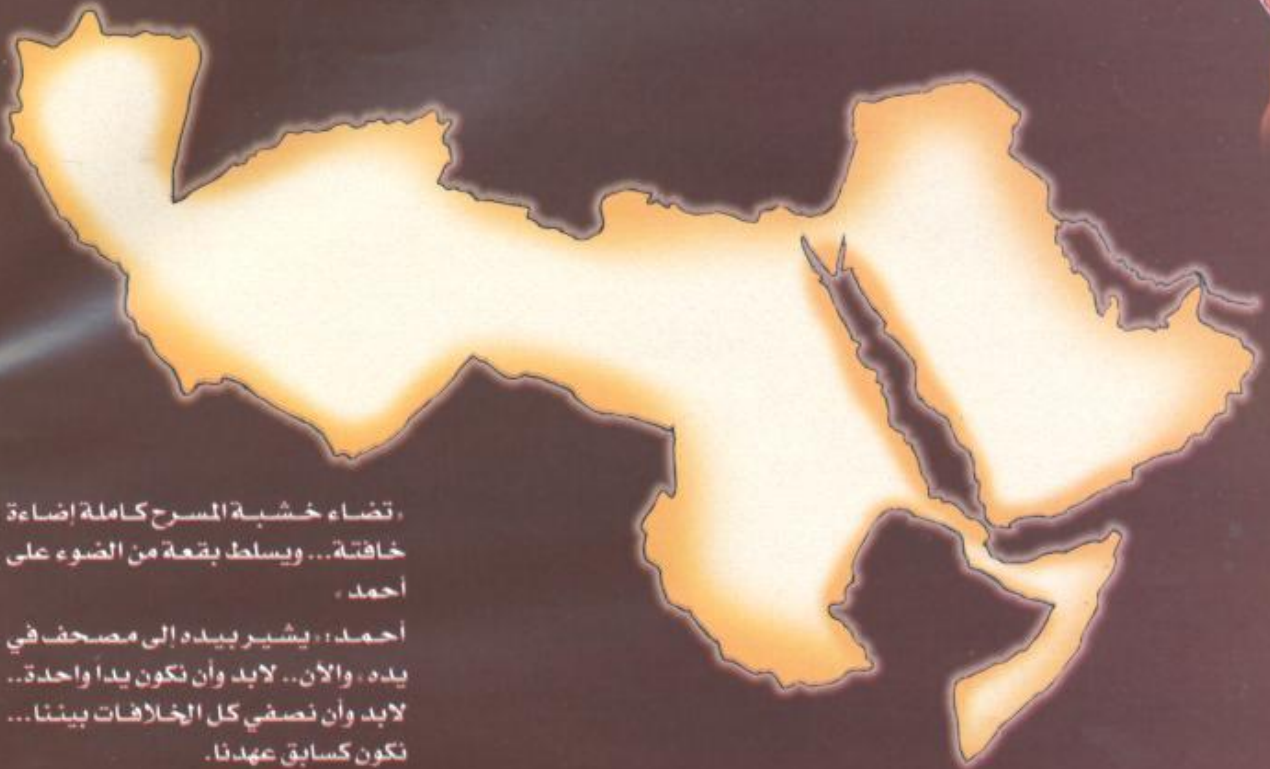 «تضاء خشبة المسرح كاملة إضاءة
خافتة... ويسلط بقعة من الضوء على
أحمد»
أحمد: «يشير بيده إلى مصحف في
يده» والآن.. لابد وأن نكون يداً واحدة..
لابد وأن نصفي كل الخلافات بيننا...
نكون كسابق عهدنا.